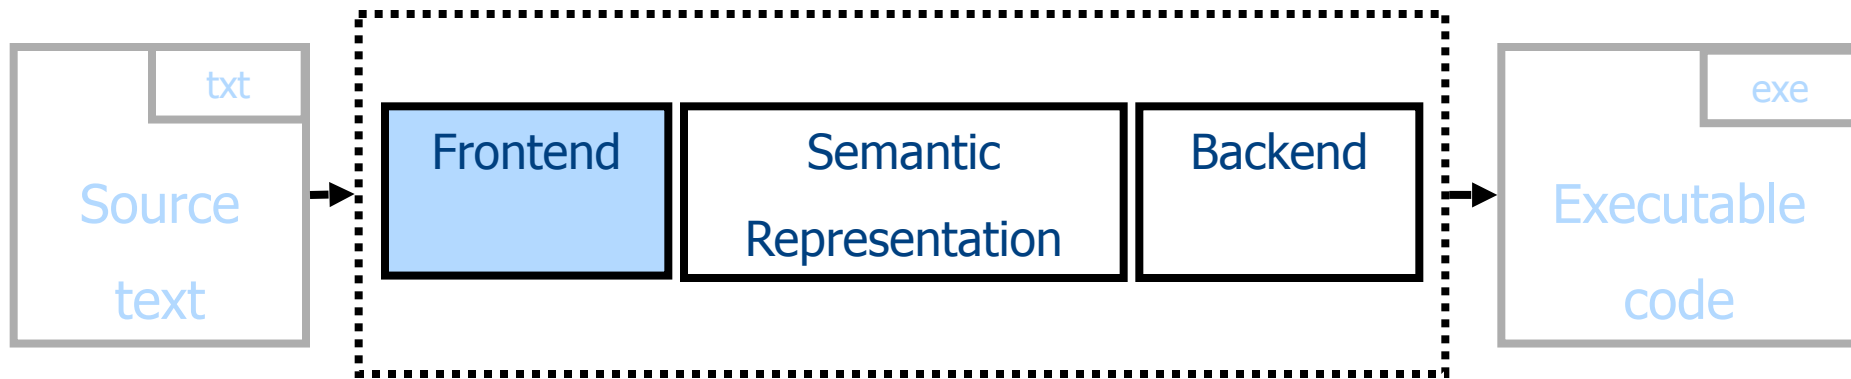 txt
Source
text
Frontend
Semantic
Representation
Backend
exe
Executable
code